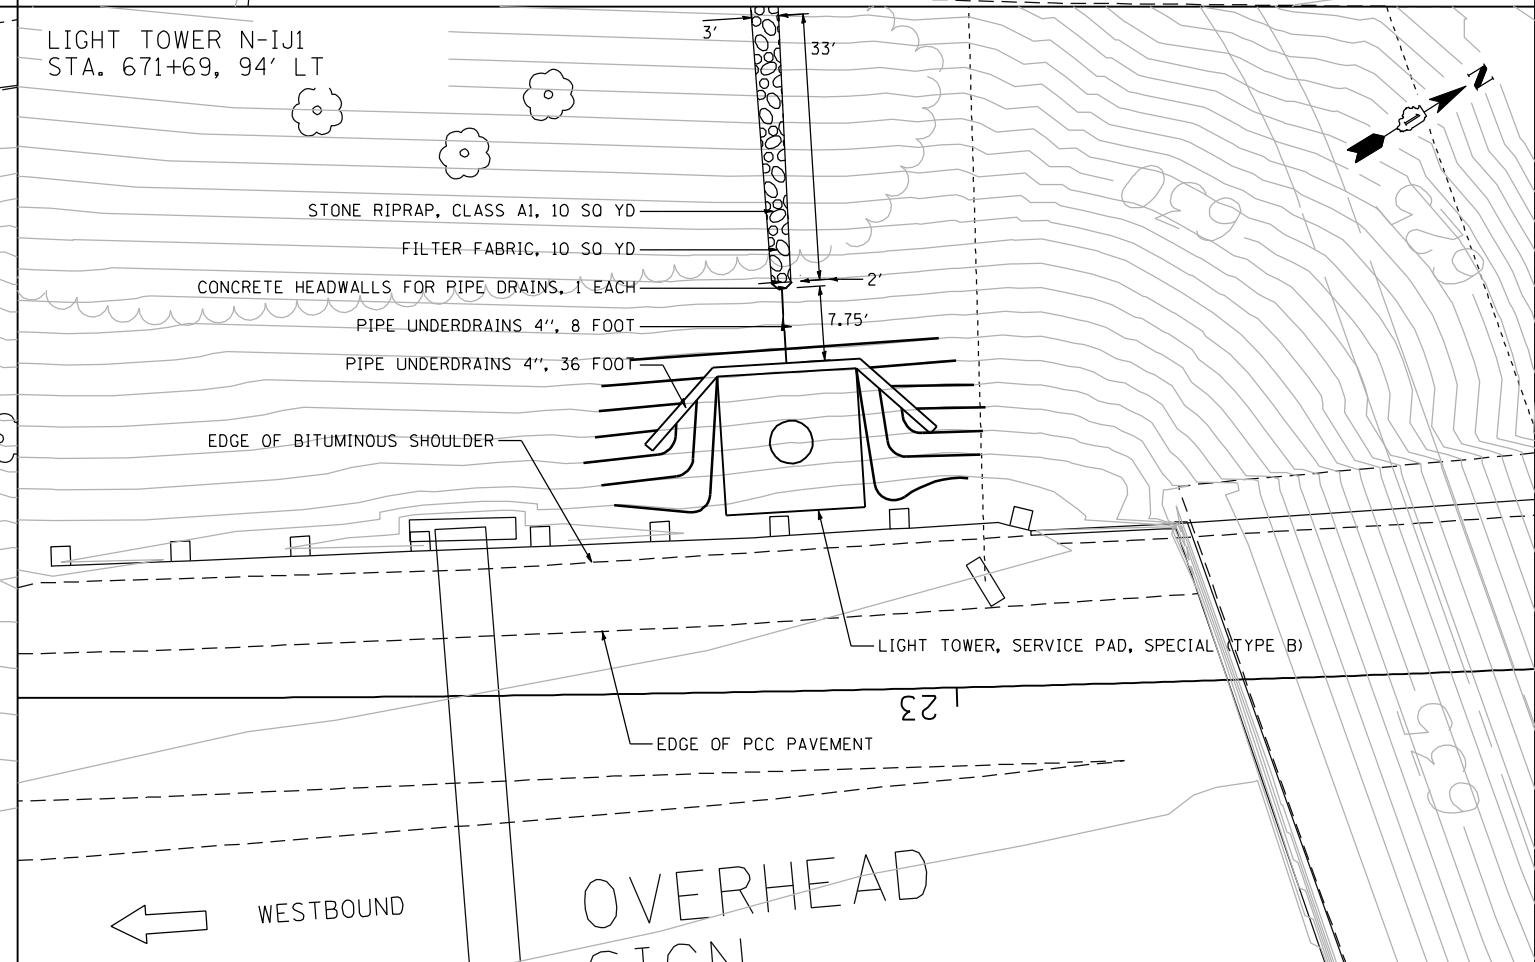 LIGHT TOWER N-IJ1
STA. 671+69, 94' LT
3'
33'
N
630
620
STONE RIPRAP, CLASS A1, 10 SQ YD
FILTER FABRIC, 10 SQ YD
CONCRETE HEADWALLS FOR PIPE DRAINS, 1 EACH
2'
PIPE UNDERDRAINS 4'', 8 FOOT
7.75'
PIPE UNDERDRAINS 4'', 36 FOOT
EDGE OF BITUMINOUS SHOULDER
LIGHT TOWER, SERVICE PAD, SPECIAL (TYPE B)
23
EDGE OF PCC PAVEMENT
OVERHEAD
SIGN
WESTBOUND